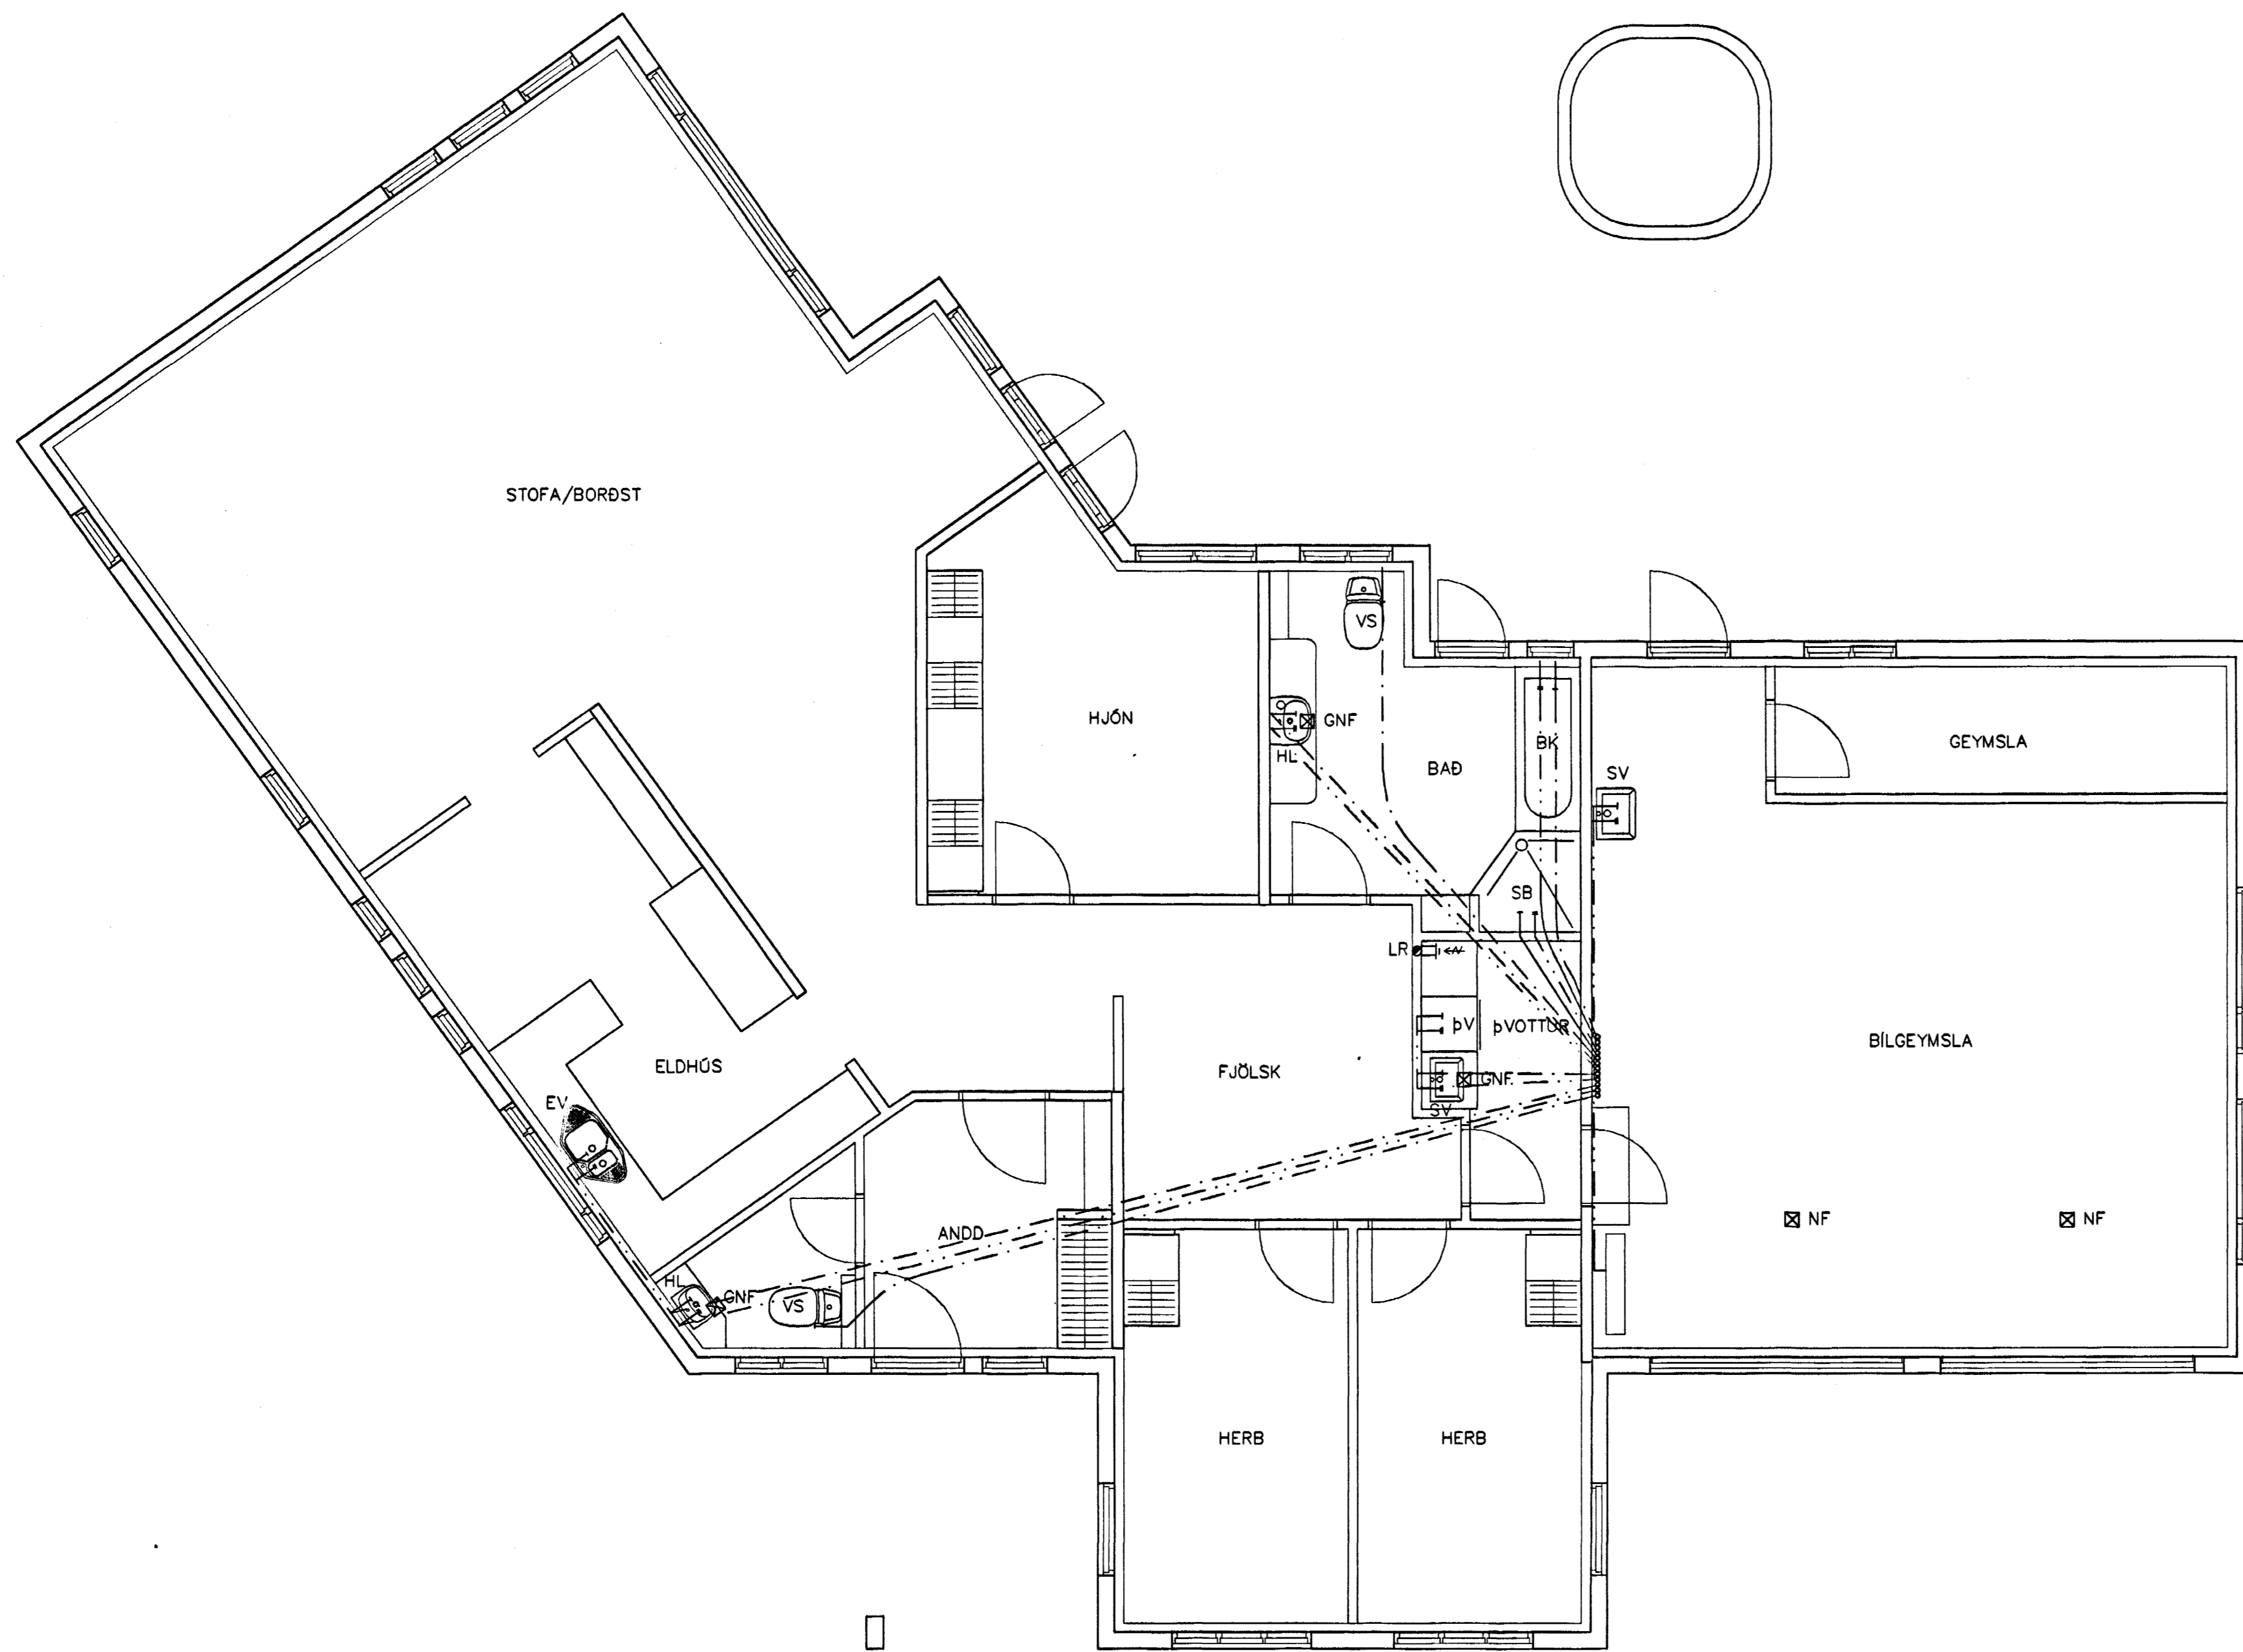 STOFA/BORÐST
VS
HJÓN
GNF
HL
BAÐ
BK
GEYMSLA
SV
SB
LR
ÞV
ÞVOTTUR
BÍLGEYMSLA
ELDHÚS
FJÖLSK
GNF
EV
SV
ANDD
NF
NF
HL
GNF
VS
HERB
HERB